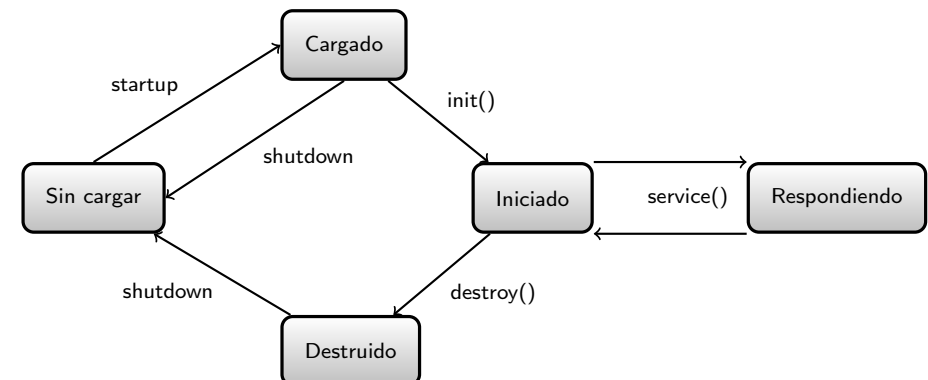 Cargado
startup
init()
shutdown
Sin cargar
Iniciado
service()
Respondiendo
shutdown
destroy()
Destruido